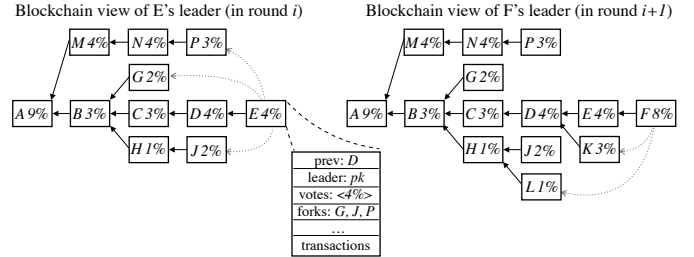 Blockchain view of E's leader (in round i)
M 4% N 4% P 3%
G 2%
A 9% B 3% C 3% D 4% E 4%
H 1% J 2%
prev: D
leader: pk
votes: <4%>
forks: G, J, P
...
transactions
Blockchain view of F's leader (in round i+1)
M 4% N 4% P 3%
G 2%
A 9% B 3% C 3% D 4% E 4% F 8%
H 1% J 2% K 3%
L 1%